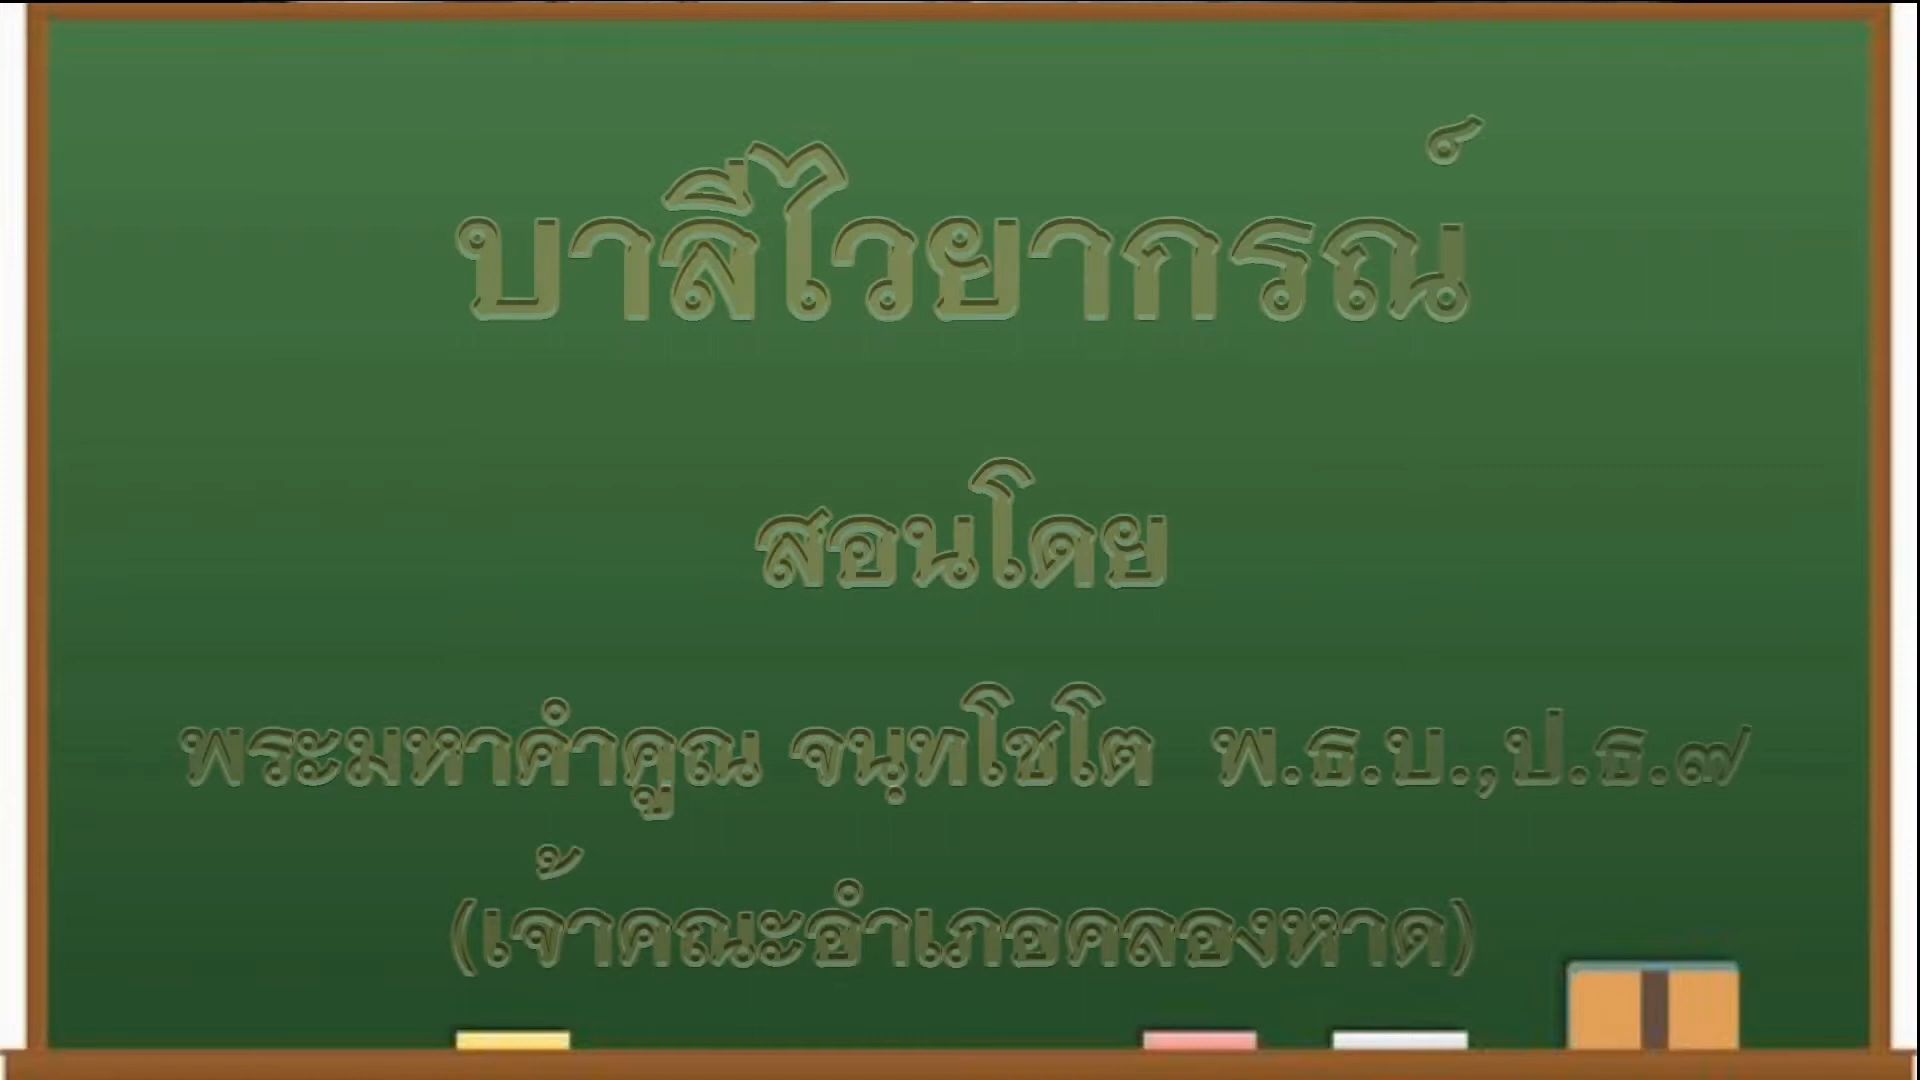 บาลีไวยากรณ์
สอนโดย
พระมหาคำคูณ จนฺทโชโต พ.ธ.บ.,ป.ธ.๗
(เจ้าคณะอำเภอคลองหาด)